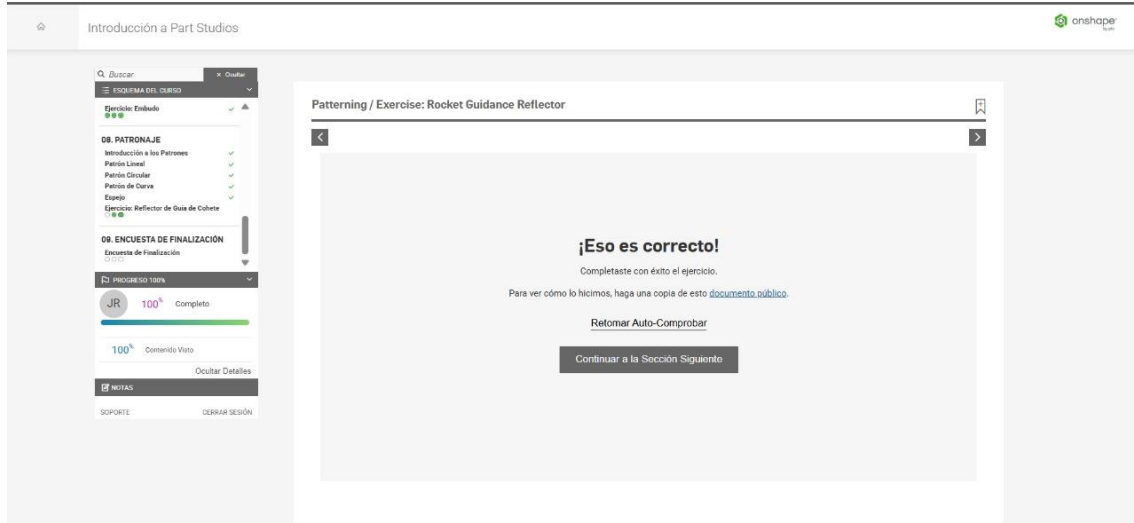 Introducción a Part Studios
onshape
Buscar
× Ocultar
ESQUEMA DEL CURSO
Ejercicio: Embudo
08. PATRONAJE
Introducción a los Patrones
Patrón Lineal
Patrón Circular
Patrón de Curva
Espejo
Ejercicio: Reflector de Guía de Cohete
09. ENCUESTA DE FINALIZACIÓN
Encuesta de Finalización
PROGRESO 100%
JR
100% Completo
100% Contenido Visto
Ocultar Detalles
NOTAS
SOPORTE
CERRAR SESIÓN
Patterning / Exercise: Rocket Guidance Reflector
¡Eso es correcto!
Completaste con éxito el ejercicio.
Para ver cómo lo hicimos, haga una copia de esto documento público.
Retomar Auto-Comprobar
Continuar a la Sección Siguiente